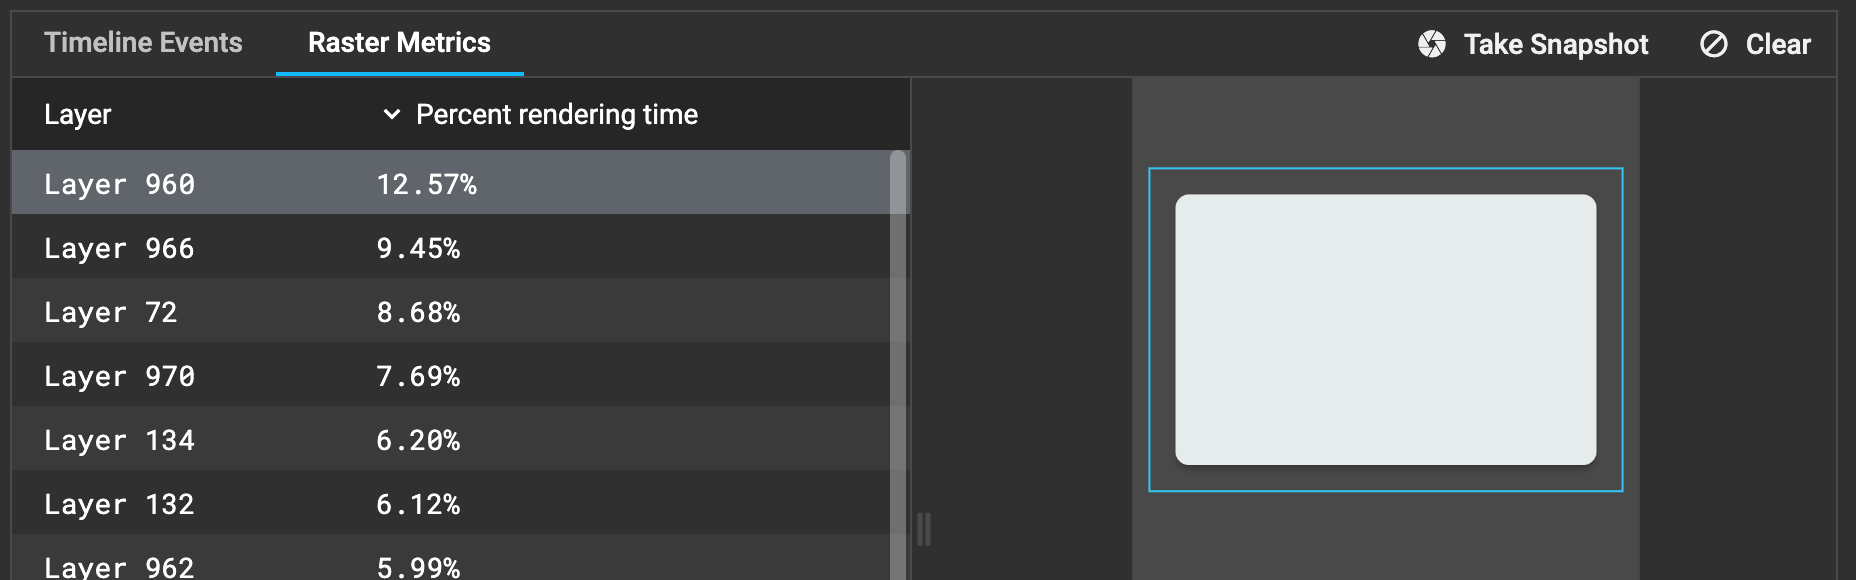 Timeline Events Raster Metrics Take Snapshot Clear
Layer Percent rendering time
Layer 960 12.57%
Layer 966 9.45%
Layer 72 8.68%
Layer 970 7.69%
Layer 134 6.20%
Layer 132 6.12%
Layer 962 5.99%